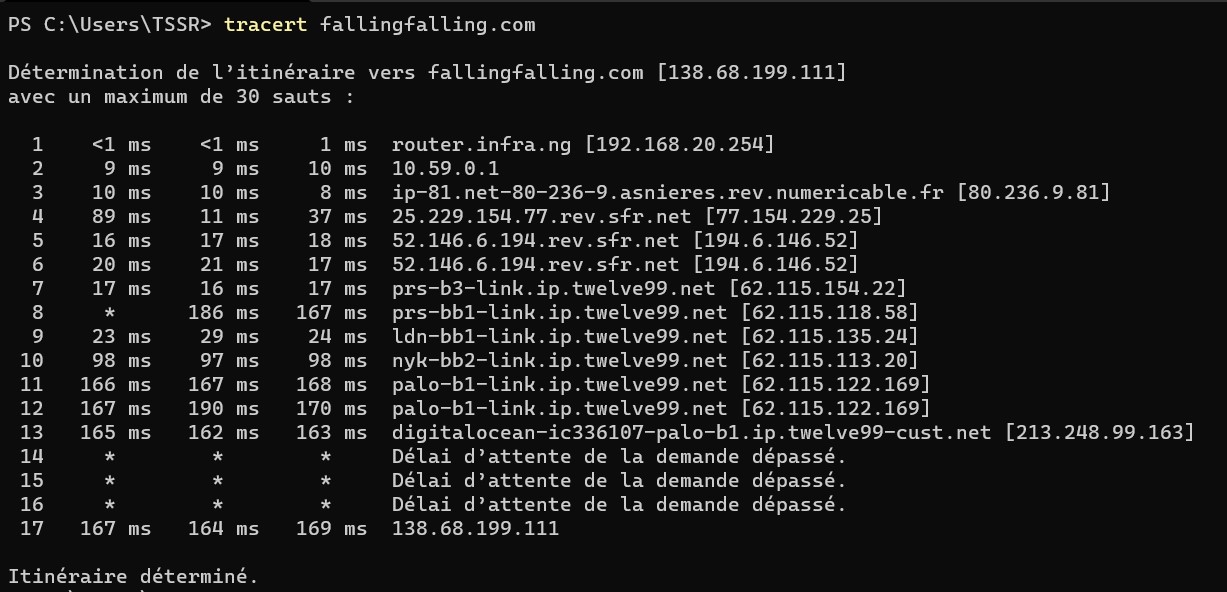 PS C:\Users\TSSR> tracert fallingfalling.com
Détermination de l’itinéraire vers fallingfalling.com [138.68.199.111]
avec un maximum de 30 sauts :
1 <1 ms <1 ms 1 ms router.infra.ng [192.168.20.254]
2 9 ms 9 ms 10 ms 10.59.0.1
3 10 ms 10 ms 8 ms ip-81.net-80-236-9.asnieres.rev.numericable.fr [80.236.9.81]
4 89 ms 11 ms 37 ms 25.229.154.77.rev.sfr.net [77.154.229.25]
5 16 ms 17 ms 18 ms 52.146.6.194.rev.sfr.net [194.6.146.52]
6 20 ms 21 ms 17 ms 52.146.6.194.rev.sfr.net [194.6.146.52]
7 17 ms 16 ms 17 ms prs-b3-link.ip.twelve99.net [62.115.154.22]
8 * 186 ms 167 ms prs-bb1-link.ip.twelve99.net [62.115.118.58]
9 23 ms 29 ms 24 ms ldn-bb1-link.ip.twelve99.net [62.115.135.24]
10 98 ms 97 ms 98 ms nyk-bb2-link.ip.twelve99.net [62.115.113.20]
11 166 ms 167 ms 168 ms palo-b1-link.ip.twelve99.net [62.115.122.169]
12 167 ms 190 ms 170 ms palo-b1-link.ip.twelve99.net [62.115.122.169]
13 165 ms 162 ms 163 ms digitalocean-ic336107-palo-b1.ip.twelve99-cust.net [213.248.99.163]
14 * * * Délai d’attente de la demande dépassé.
15 * * * Délai d’attente de la demande dépassé.
16 * * * Délai d’attente de la demande dépassé.
17 167 ms 164 ms 169 ms 138.68.199.111
Itinéraire déterminé.